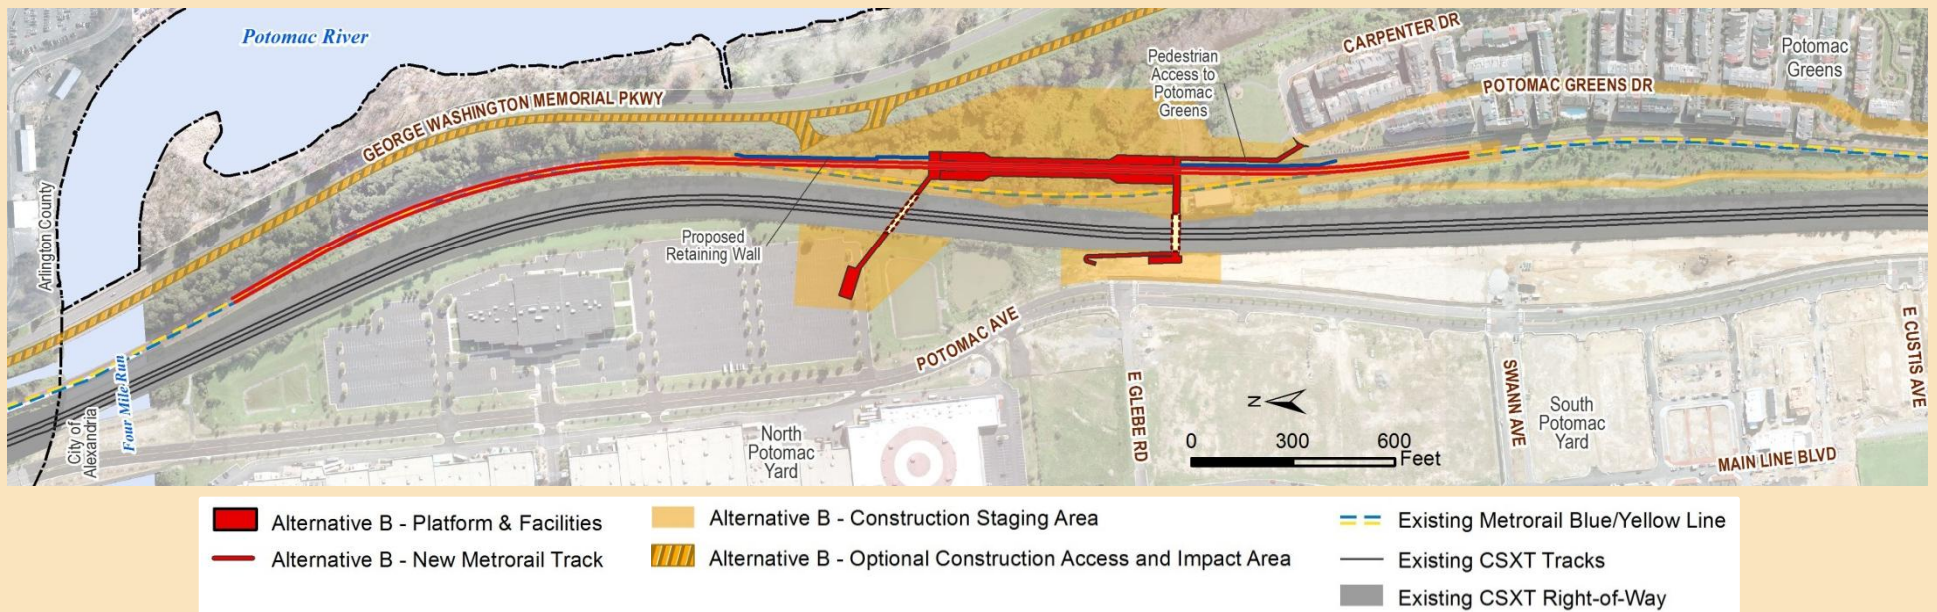 Potomac River
CARPENTER DR
Potomac
Greens
Pedestrian
Access to
Potomac
Greens
POTOMAC GREENS DR
GEORGE WASHINGTON MEMORIAL PKWY
Arlington County
Proposed
Retaining Wall
POTOMAC AVE
E GLEBE RD
SWANN AVE
E CUSTIS AVE
Four Mile Run
City of
Alexandria
North
Potomac
Yard
N
0 300 600
Feet
South
Potomac
Yard
MAIN LINE BLVD
Alternative B - Platform & Facilities
Alternative B - New Metrorail Track
Alternative B - Construction Staging Area
Alternative B - Optional Construction Access and Impact Area
Existing Metrorail Blue/Yellow Line
Existing CSXT Tracks
Existing CSXT Right-of-Way